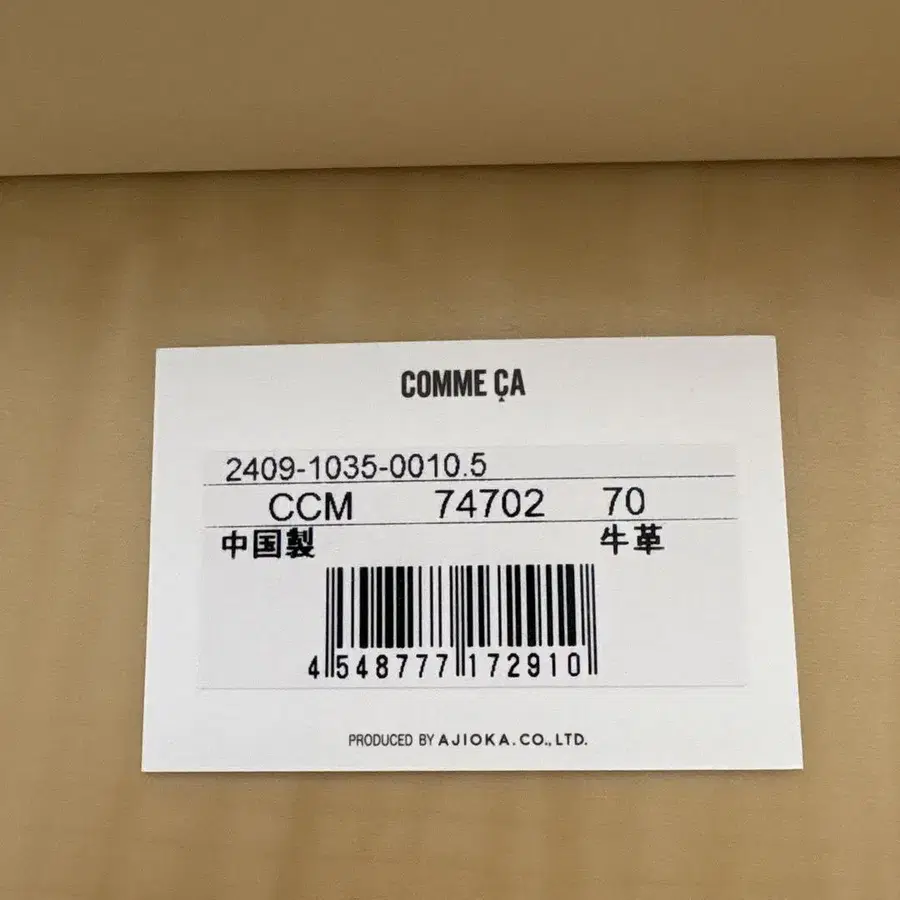 COMME ÇA
2409-1035-0010.5
CCM 74702 70
中国製 牛革
4 548777 172910
PRODUCED BY AJIOKA.CO.,LTD.